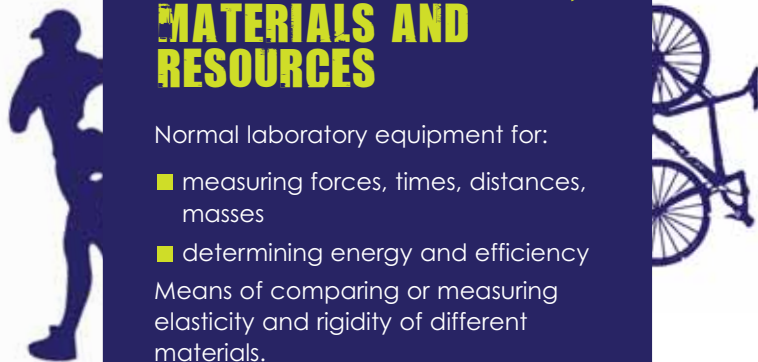 MATERIALS AND
RESOURCES
Normal laboratory equipment for:
measuring forces, times, distances,
masses
determining energy and efficiency
Means of comparing or measuring
elasticity and rigidity of different
materials.